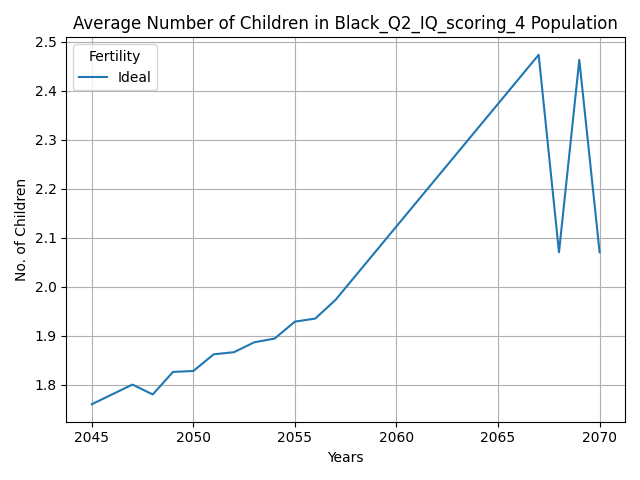 Average Number of Children in Black_Q2_IQ_scoring_4 Population
2.5
Fertility
Ideal
2.4
2.3
2.2
2.1
2.0
1.9
1.8
No. of Children
2045 2050 2055 2060 2065 2070
Years